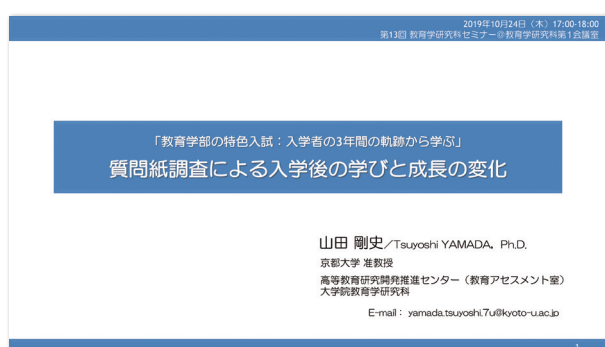 2019年10月24日（木）17:00-18:00
第13回 教育学研究科セミナー＠教育学研究科第1会議室
「教育学部の特色入試：入学者の3年間の軌跡から学ぶ」
質問紙調査による入学後の学びと成長の変化
山田 剛史／Tsuyoshi YAMADA, Ph.D.
京都大学 准教授
高等教育研究開発推進センター（教育アセスメント室）
大学院教育学研究科
E-mail： yamada.tsuyoshi.7u@kyoto-u.ac.jp
1